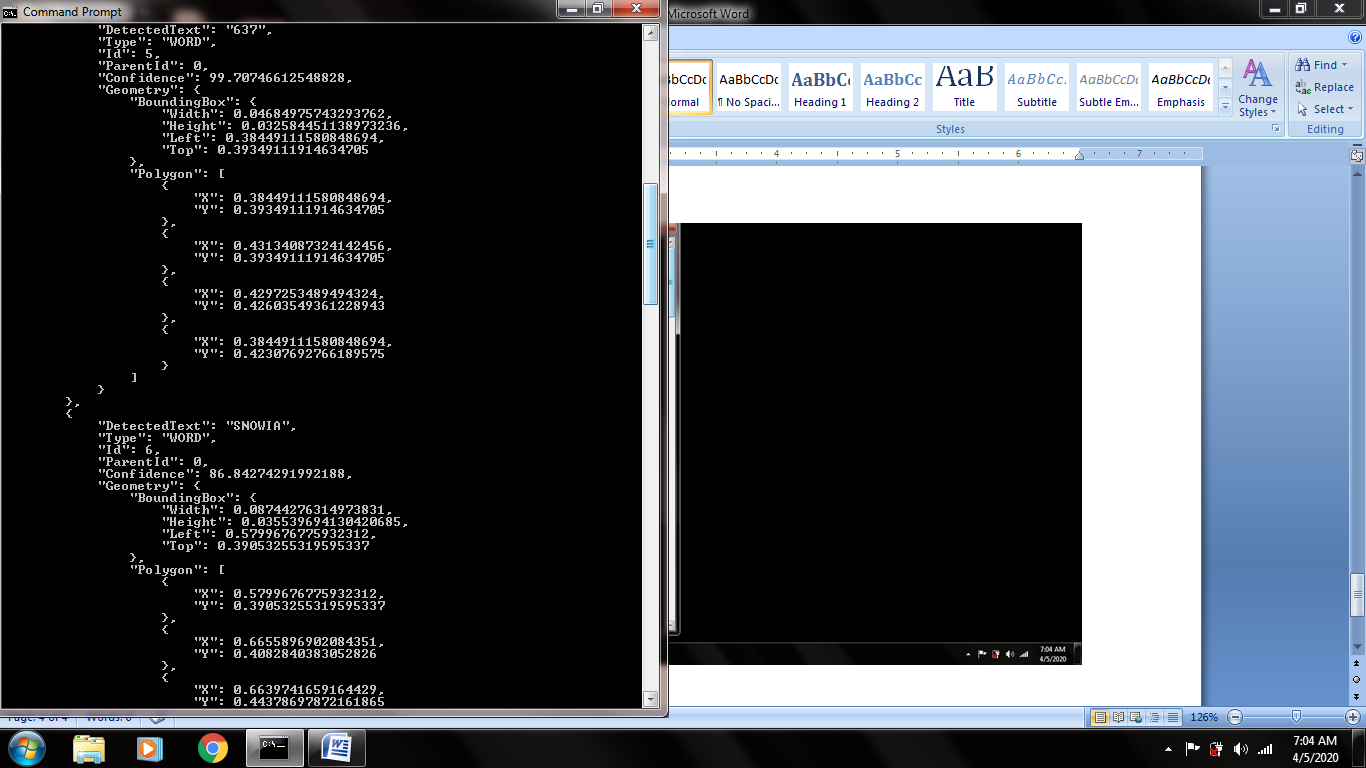 Command Prompt
"DetectedText": "637",
"Type": "WORD",
"Id": 5,
"ParentId": 0,
"Confidence": 99.70746612548828,
"Geometry": {
"BoundingBox": {
"Width": 0.04684975743293762,
"Height": 0.032584451138973236,
"Left": 0.38449111580848694,
"Top": 0.39349111914634705
},
"Polygon": [
{
"X": 0.38449111580848694,
"Y": 0.39349111914634705
},
{
"X": 0.43134087324142456,
"Y": 0.39349111914634705
},
{
"X": 0.4297253489494324,
"Y": 0.42603549361228943
},
{
"X": 0.38449111580848694,
"Y": 0.42307692766189575
}
]
}
},
{
"DetectedText": "SNOWIA",
"Type": "WORD",
"Id": 6,
"ParentId": 0,
"Confidence": 86.84274291992188,
"Geometry": {
"BoundingBox": {
"Width": 0.08744276314973831,
"Height": 0.035539694130420685,
"Left": 0.5799676775932312,
"Top": 0.39053255319595337
},
"Polygon": [
{
"X": 0.5799676775932312,
"Y": 0.39053255319595337
},
{
"X": 0.6655896902084351,
"Y": 0.4082840383052826
},
{
"X": 0.6639741659164429,
"Y": 0.44378697872161865
Microsoft Word
AaBbCcDc AaBbCc AaBbCc AaB AaBbCc. AaBbCcDc AaBbCcDc
¶ No Spaci... Heading 1 Heading 2 Title Subtitle Subtle Em... Emphasis
Change Styles
Find
Replace
Select
Styles
Editing
4 5 6 7
7:04 AM
4/5/2020
Page: 4 of 4 Words: 0
126%
7:04 AM
4/5/2020